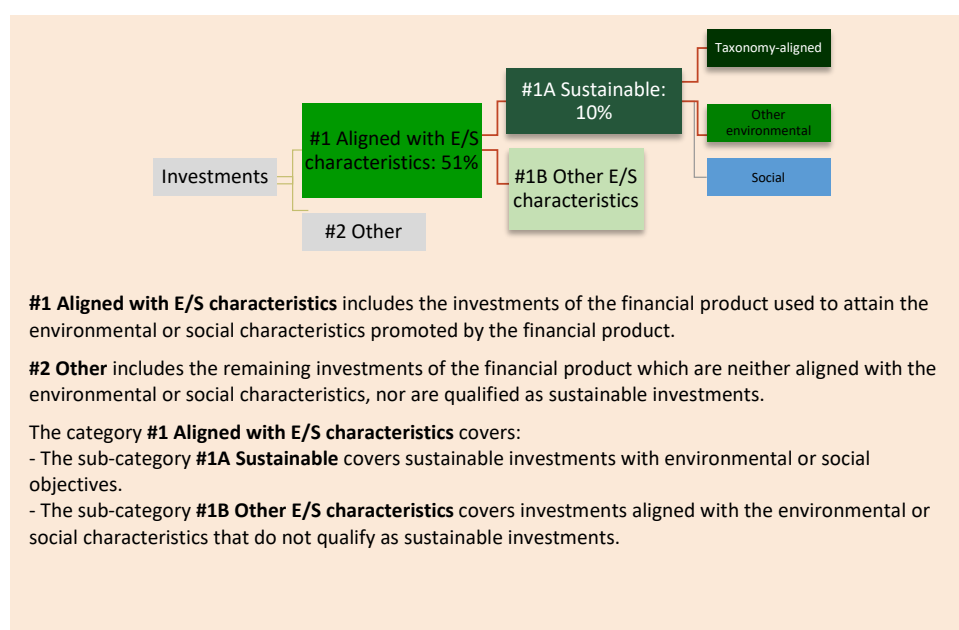 Taxonomy-aligned
#1A Sustainable:
10%
Other
environmental
#1 Aligned with E/S
characteristics: 51%
Investments
#1B Other E/S
characteristics
Social
#2 Other
#1 Aligned with E/S characteristics includes the investments of the financial product used to attain the
environmental or social characteristics promoted by the financial product.
#2 Other includes the remaining investments of the financial product which are neither aligned with the
environmental or social characteristics, nor are qualified as sustainable investments.
The category #1 Aligned with E/S characteristics covers:
- The sub-category #1A Sustainable covers sustainable investments with environmental or social
objectives.
- The sub-category #1B Other E/S characteristics covers investments aligned with the environmental or
social characteristics that do not qualify as sustainable investments.